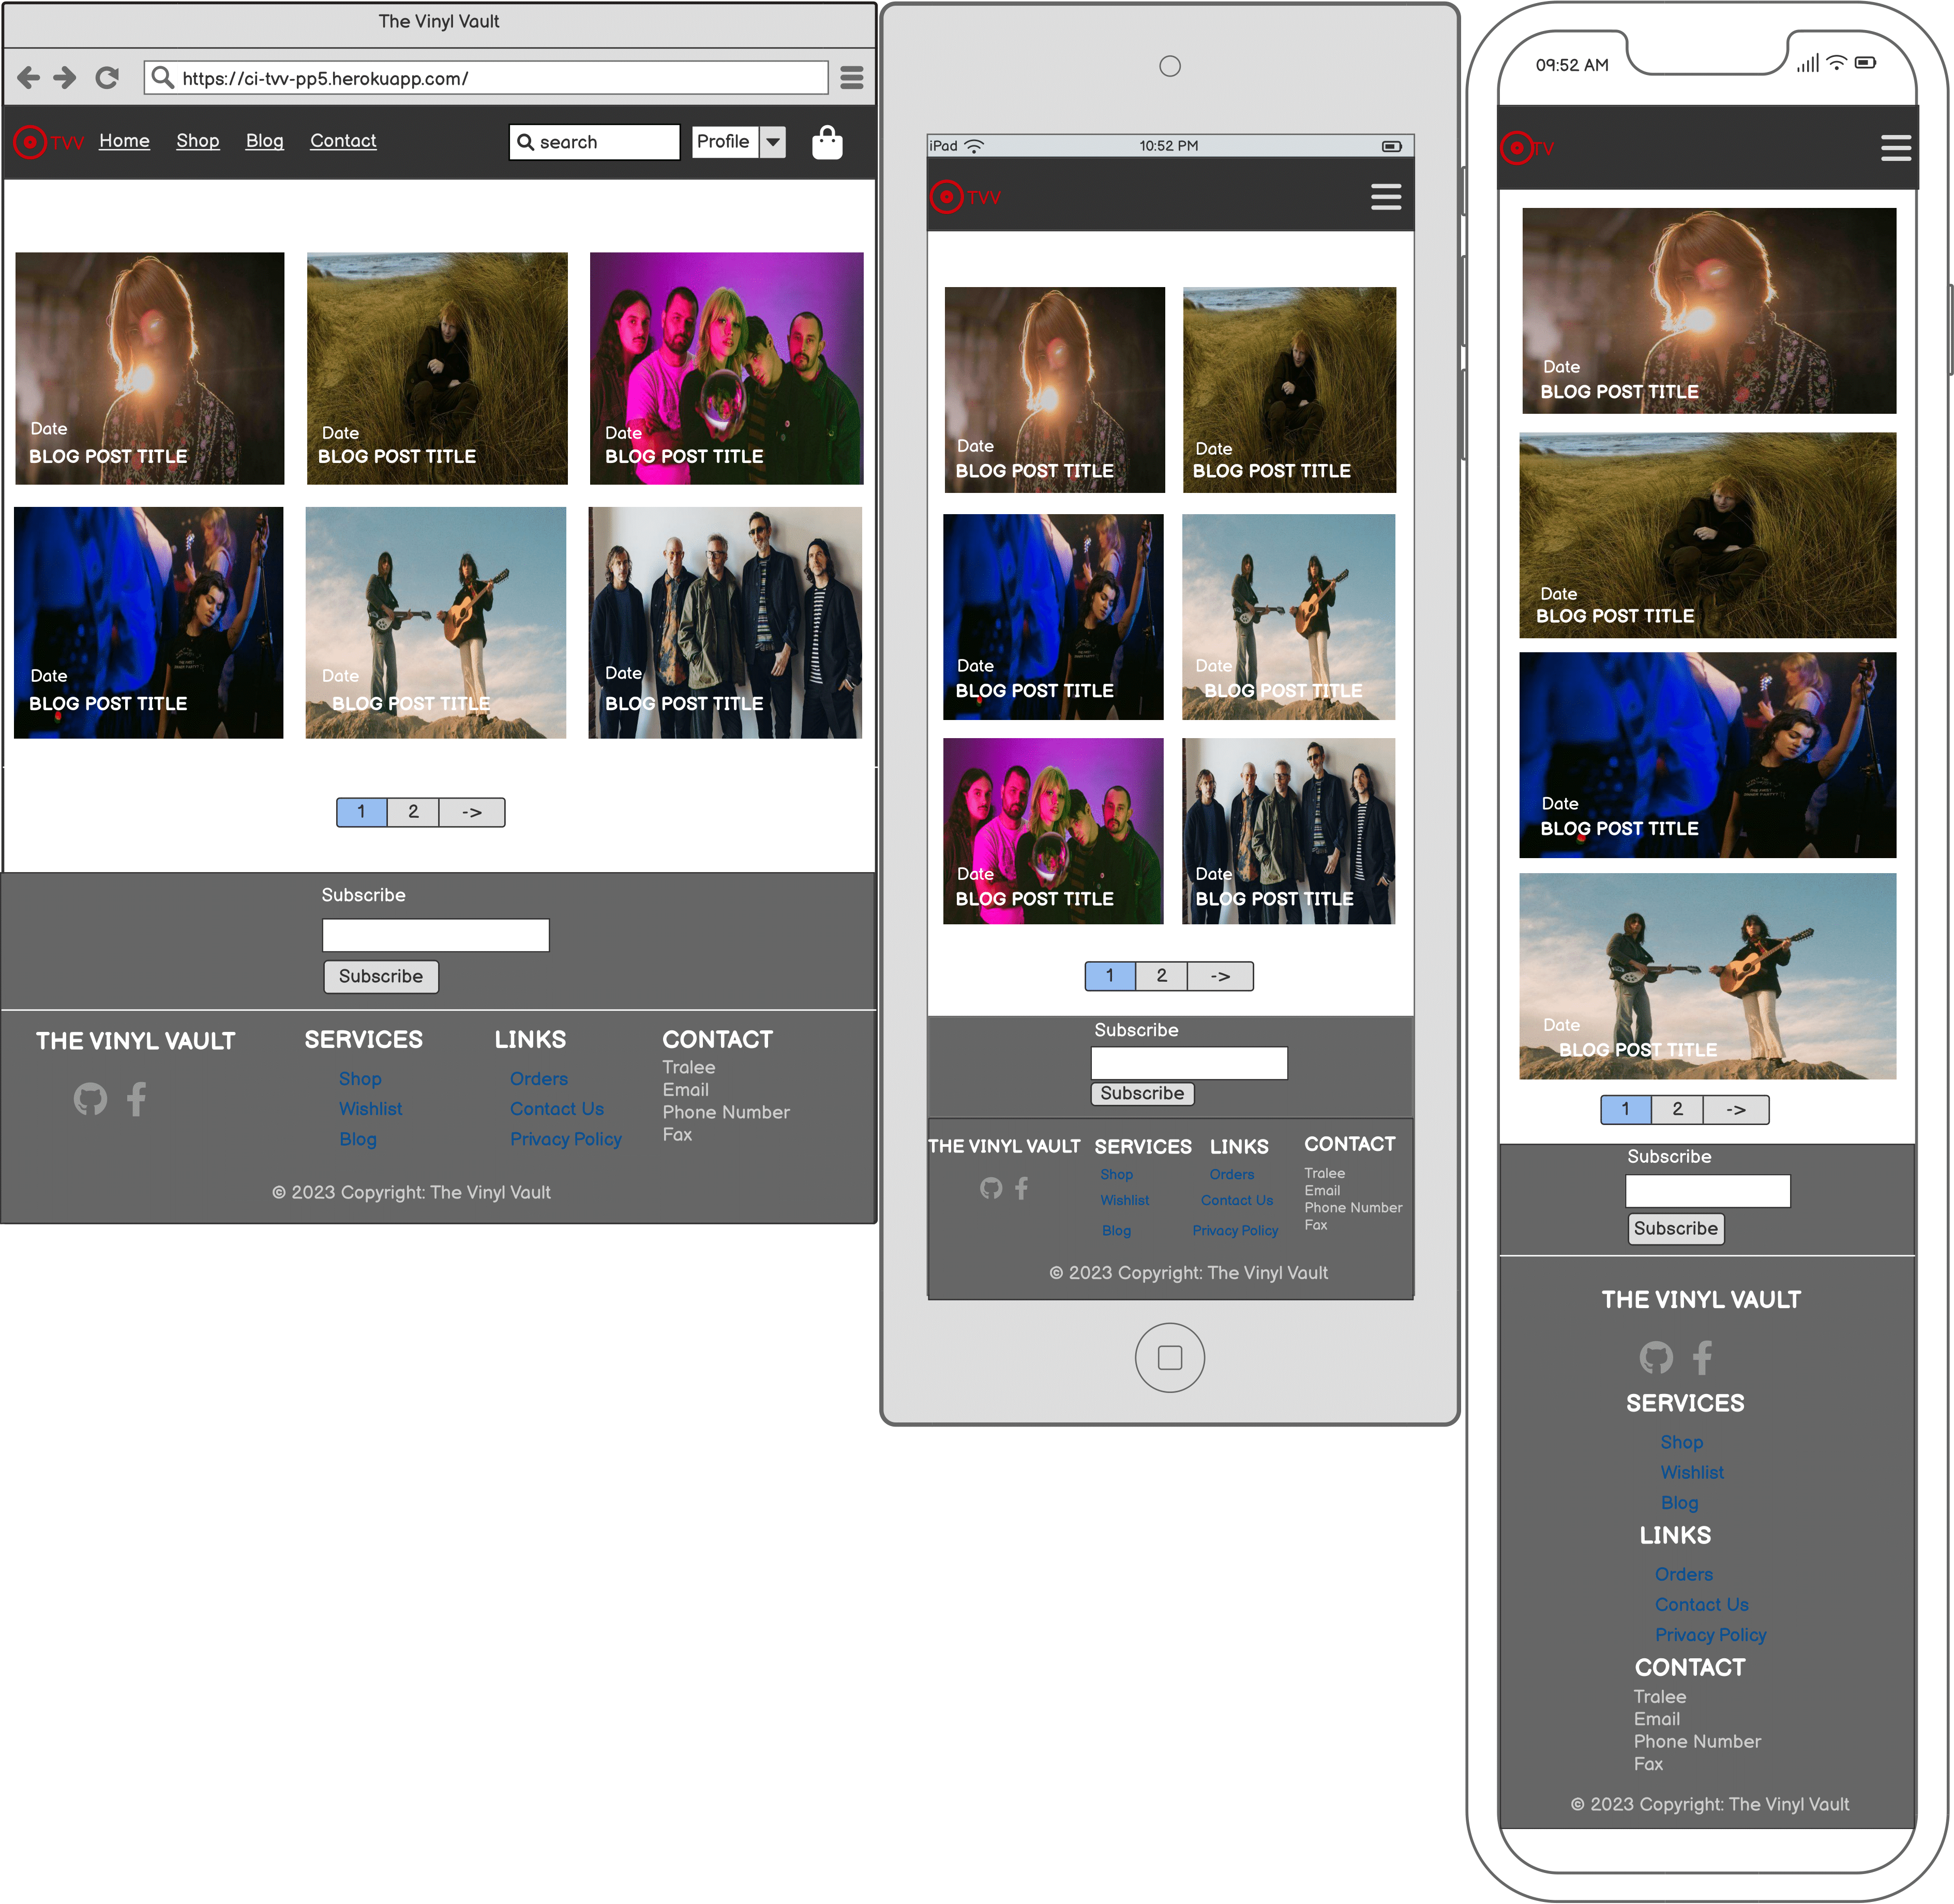 The Vinyl Vault
https://ci-tvv-pp5.herokuapp.com/
TVV Home Shop Blog Contact search Profile
Date
BLOG POST TITLE
Date
BLOG POST TITLE
Date
BLOG POST TITLE
Date
BLOG POST TITLE
Date
BLOG POST TITLE
Date
BLOG POST TITLE
1 2 ->
Subscribe
Subscribe
THE VINYL VAULT
SERVICES
Shop
Wishlist
Blog
LINKS
Orders
Contact Us
Privacy Policy
CONTACT
Tralee
Email
Phone Number
Fax
© 2023 Copyright: The Vinyl Vault
iPad 10:52 PM
TVV
Date
BLOG POST TITLE
Date
BLOG POST TITLE
Date
BLOG POST TITLE
Date
BLOG POST TITLE
Date
BLOG POST TITLE
Date
BLOG POST TITLE
1 2 ->
Subscribe
Subscribe
THE VINYL VAULT
SERVICES
Shop
Wishlist
Blog
LINKS
Orders
Contact Us
Privacy Policy
CONTACT
Tralee
Email
Phone Number
Fax
© 2023 Copyright: The Vinyl Vault
09:52 AM
TV
Date
BLOG POST TITLE
Date
BLOG POST TITLE
Date
BLOG POST TITLE
Date
BLOG POST TITLE
1 2 ->
Subscribe
Subscribe
THE VINYL VAULT
SERVICES
Shop
Wishlist
Blog
LINKS
Orders
Contact Us
Privacy Policy
CONTACT
Tralee
Email
Phone Number
Fax
© 2023 Copyright: The Vinyl Vault